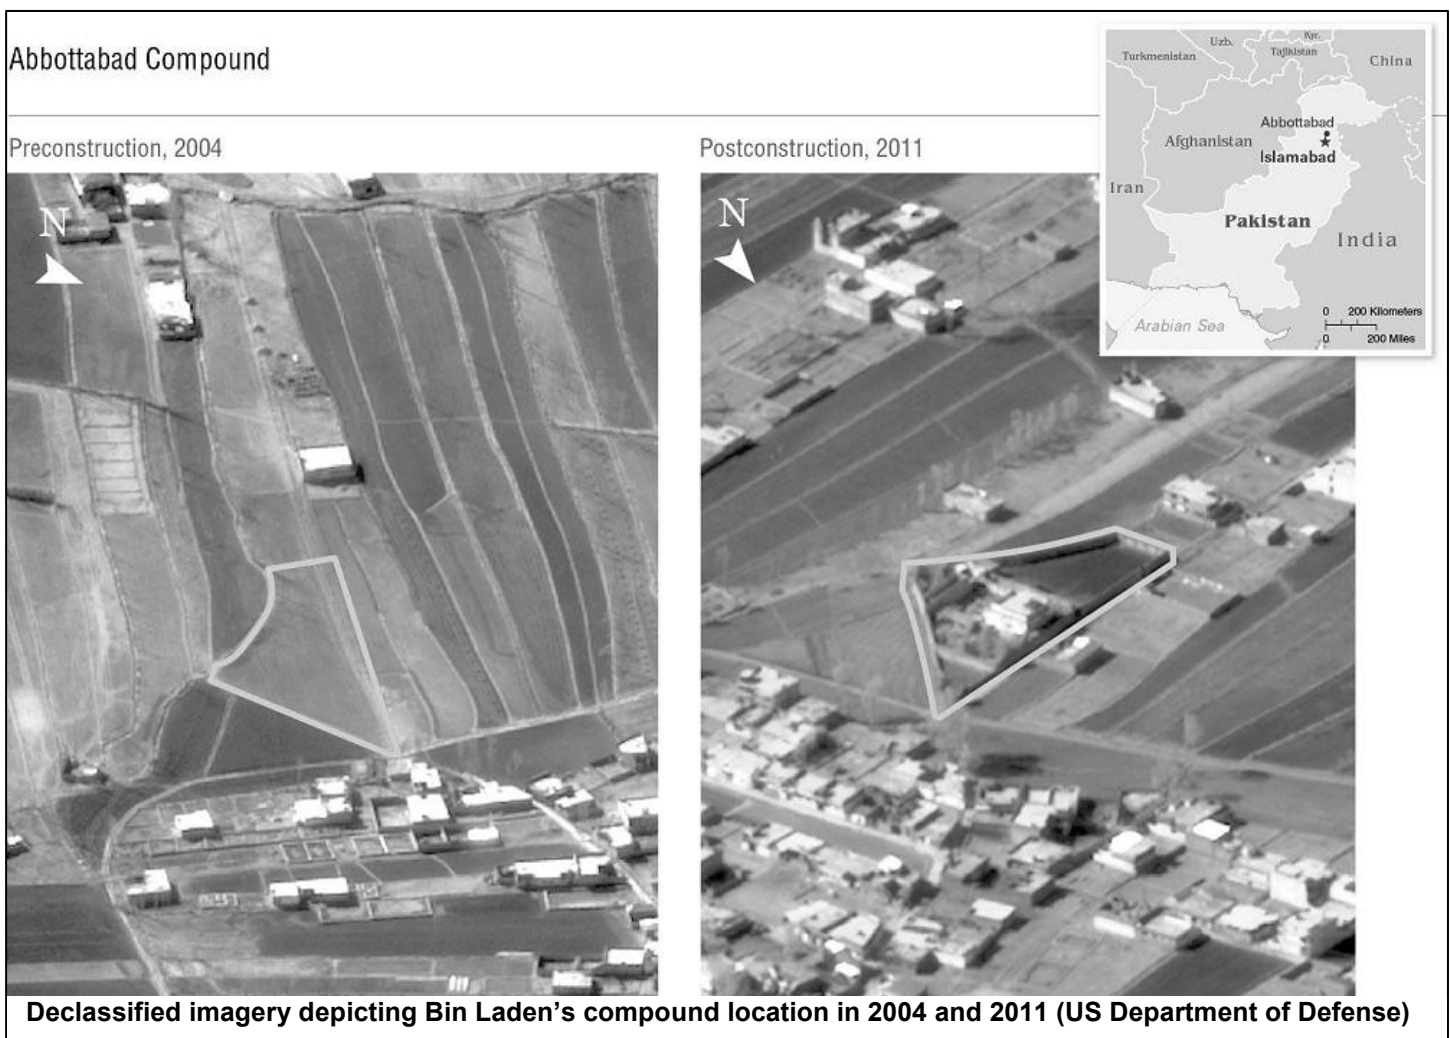 Abbottabad Compound
Preconstruction, 2004
Postconstruction, 2011
N
N
Uzb.
Kyr.
Turkmenistan
Tajikistan
China
Abbottabad
Afghanistan
Islamabad
Iran
Pakistan
India
Arabian Sea
0 200 Kilometers
0 200 Miles
Declassified imagery depicting Bin Laden’s compound location in 2004 and 2011 (US Department of Defense)